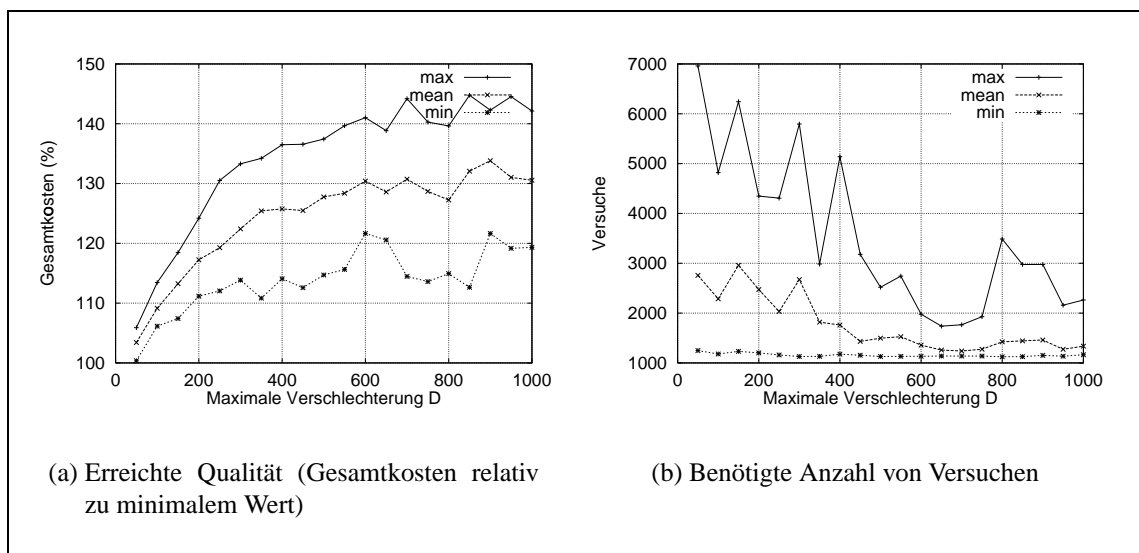 150
140
130
120
110
100
0
200
400
600
800
1000
Gesamtkosten (%)
Maximale Verschlechterung D
max
mean
min
7000
6000
5000
4000
3000
2000
1000
0
200
400
600
800
1000
Versuche
Maximale Verschlechterung D
max
mean
min
(a) Erreichte Qualität (Gesamtkosten relativ
zu minimalem Wert)
(b) Benötigte Anzahl von Versuchen